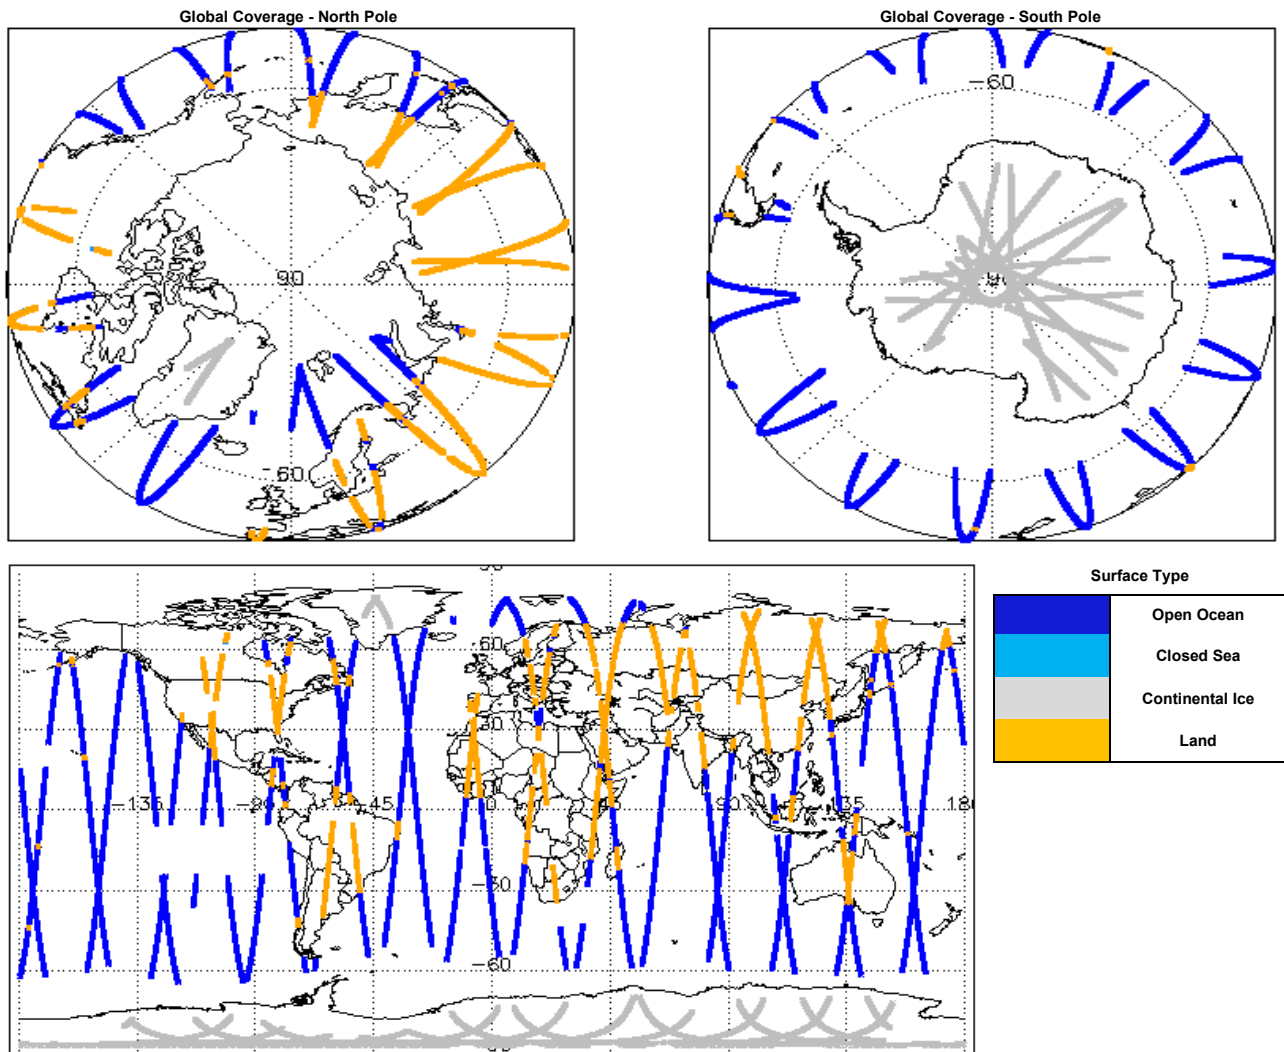 Global Coverage - North Pole
Global Coverage - South Pole
90
-60
-60
Surface Type
Open Ocean
Closed Sea
Continental Ice
Land
60
30
-135
-90
-45
0
45
90
135
180
-30
-60